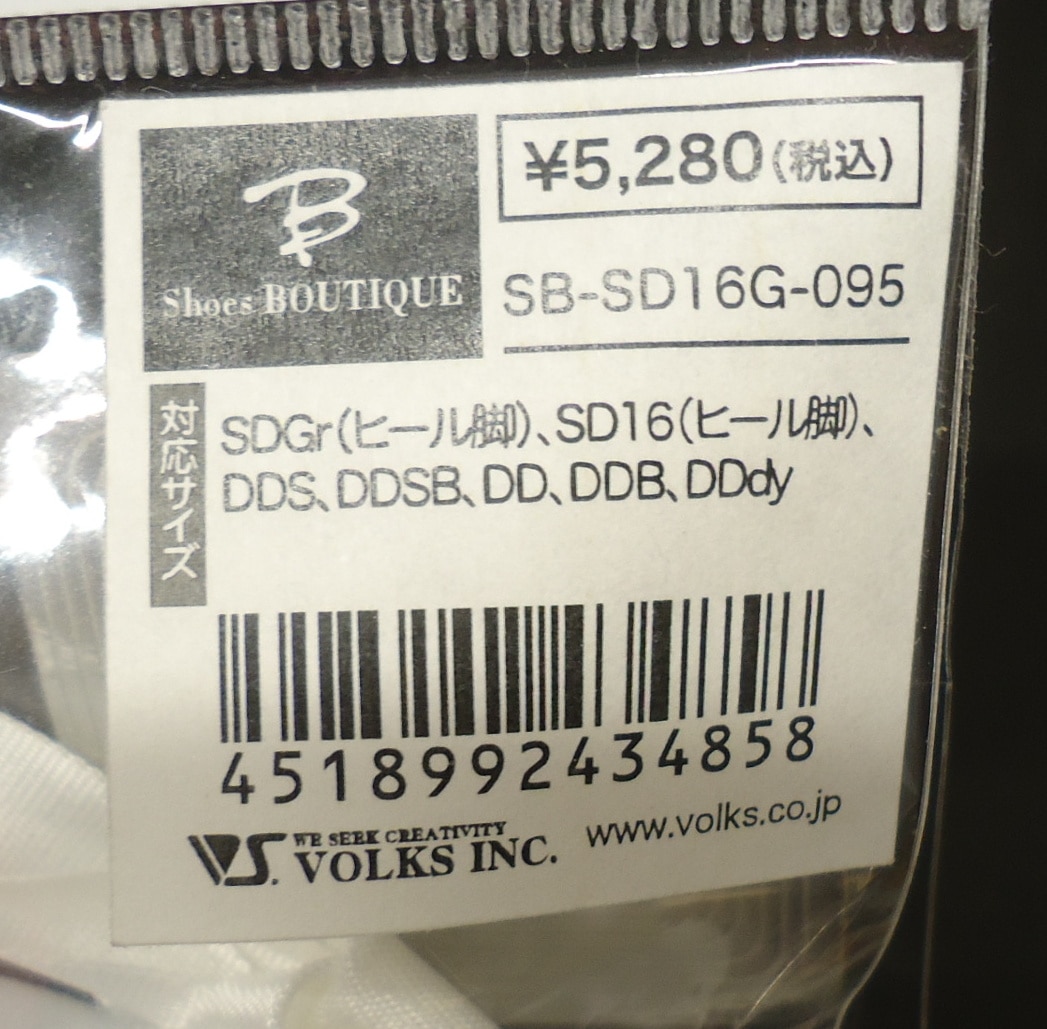 B
Shoes BOUTIQUE
¥5,280(税込)
SB-SD16G-095
対応サイズ
SDGr(ヒール脚)、SD16(ヒール脚)、
DDS、DDSB、DD、DDB、DDdy
4518992434858
VS.
WE SEEK CREATIVITY
VOLKS INC.
www.volks.co.jp